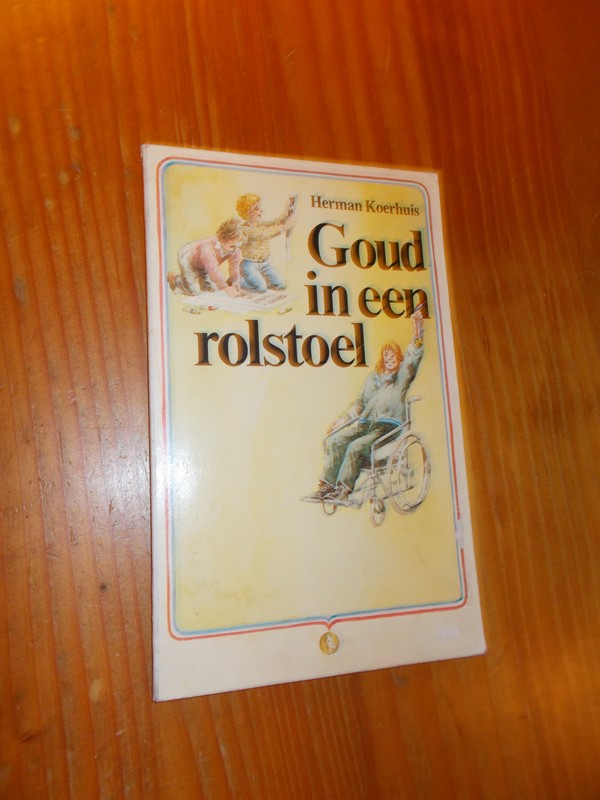 Herman Koerhuis
Goud
in een
rolstoel